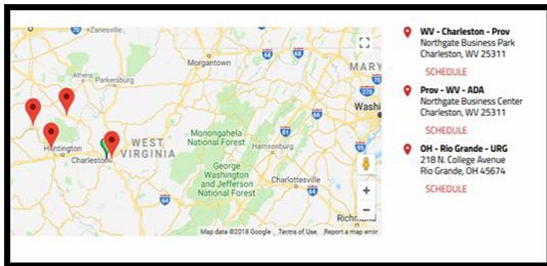 Zanesville
Morgantown
MARY
Athens
Parkersburg
Washi
Huntington
Charleston
WEST
VIRGINIA
Monongahela
National Forest
Harrisonburg
George
Washington
and Jefferson
National Forest
Charlottesville
Richm
Map data ©2018 Google
Terms of Use
Report a map error
WV - Charleston - Prov
Northgate Business Park
Charleston, WV 25311
SCHEDULE
Prov - WV - ADA
Northgate Business Center
Charleston, WV 25311
SCHEDULE
OH - Rio Grande - URG
218 N. College Avenue
Rio Grande, OH 45674
SCHEDULE